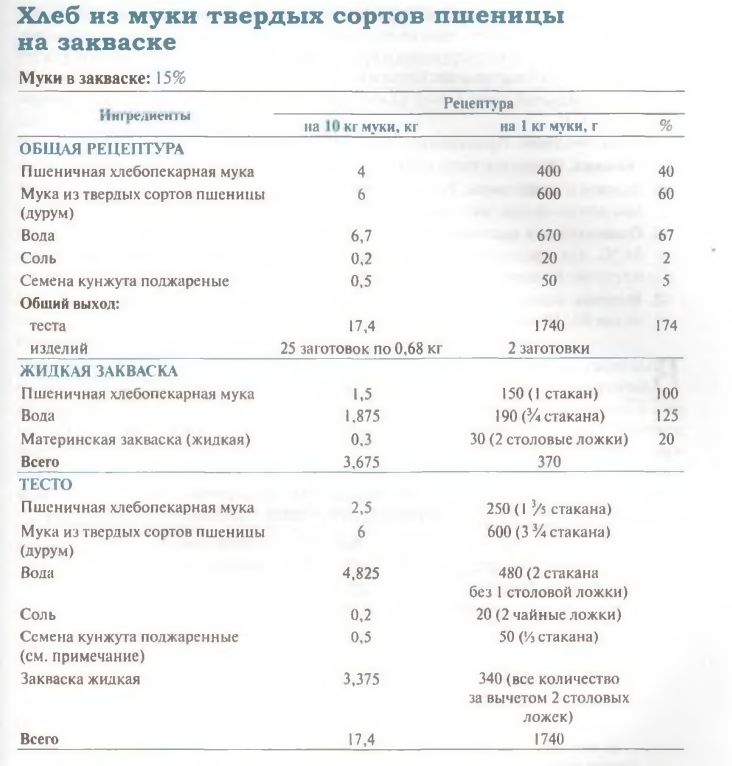 Хлеб из муки твердых сортов пшеницы
на закваске
Муки в закваске: 15%
Ингредиенты
Рецептура
на 10 кг муки, кг на 1 кг муки, г %
ОБЩАЯ РЕЦЕПТУРА
Пшеничная хлебопекарная мука 4 400 40
Мука из твердых сортов пшеницы 6 600 60
(дурум)
Вода 6,7 670 67
Соль 0,2 20 2
Семена кунжута поджареные 0,5 50 5
Общий выход:
теста 17,4 1740 174
изделий 25 заготовок по 0,68 кг 2 заготовки
ЖИДКАЯ ЗАКВАСКА
Пшеничная хлебопекарная мука 1,5 150 (1 стакан) 100
Вода 1,875 190 (¾ стакана) 125
Материнская закваска (жидкая) 0,3 30 (2 столовые ложки) 20
Всего 3,675 370
ТЕСТО
Пшеничная хлебопекарная мука 2,5 250 (1 ⅗ стакана)
Мука из твердых сортов пшеницы 6 600 (3 ¾ стакана)
(дурум)
Вода 4,825 480 (2 стакана
без 1 столовой ложки)
Соль 0,2 20 (2 чайные ложки)
Семена кунжута поджаренные 0,5 50 (⅓ стакана)
(см. примечание)
Закваска жидкая 3,375 340 (все количество
за вычетом 2 столовых
ложек)
Всего 17,4 1740